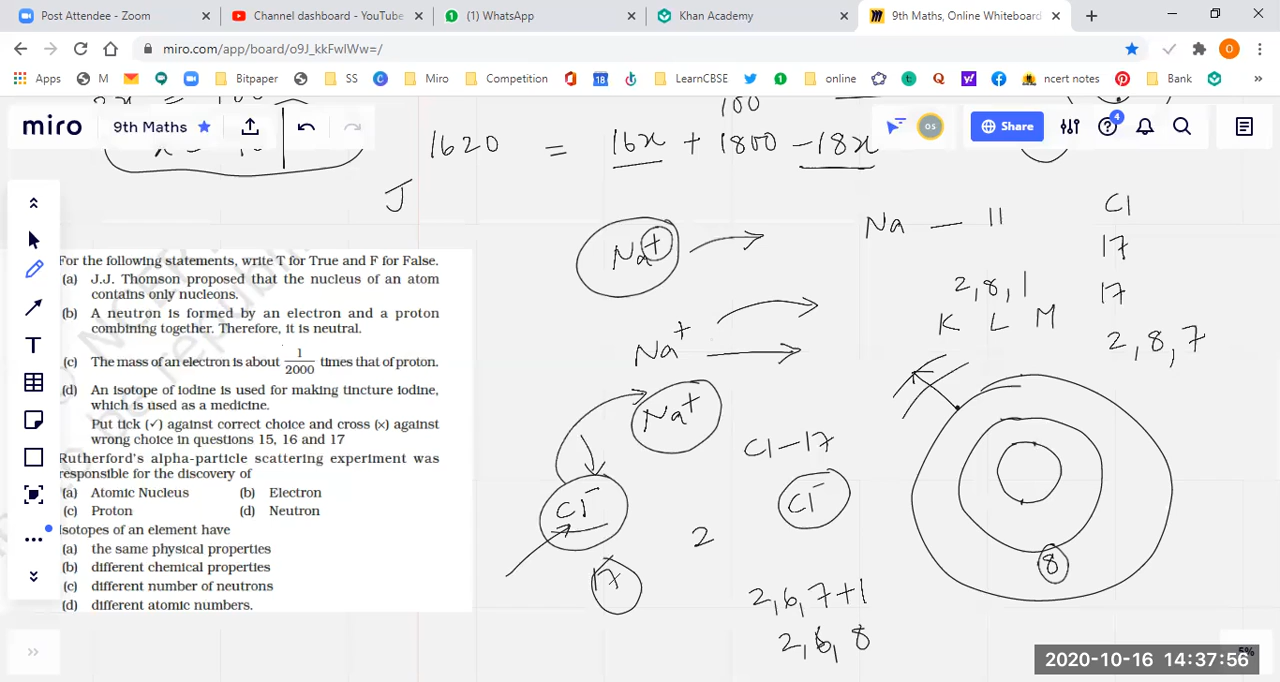 Post Attendee - Zoom
Channel dashboard - YouTube
(1) WhatsApp
Khan Academy
9th Maths, Online Whiteboard
miro.com/app/board/o9J_kkFwIWw=/
Apps
M
Bitpaper
SS
Miro
Competition
18
LearnCBSE
online
ncert notes
Bank
miro
9th Maths
OS
Share
4
100
1620 = 16x + 1800 - 18x
J
Na+
Na — 11
Cl
17
17
2, 8, 1
K L M
2, 8, 7
Na+
Na+
Cl - 17
Cl-
Cl-
2
17
8
2, 6, 7+1
2, 6, 8
For the following statements, write T for True and F for False.
(a) J.J. Thomson proposed that the nucleus of an atom
contains only nucleons.
(b) A neutron is formed by an electron and a proton
combining together. Therefore, it is neutral.
(c) The mass of an electron is about 1/2000 times that of proton.
(d) An isotope of iodine is used for making tincture iodine,
which is used as a medicine.
Put tick (✓) against correct choice and cross (×) against
wrong choice in questions 15, 16 and 17
Rutherford's alpha-particle scattering experiment was
responsible for the discovery of
(a) Atomic Nucleus (b) Electron
(c) Proton (d) Neutron
Isotopes of an element have
(a) the same physical properties
(b) different chemical properties
(c) different number of neutrons
(d) different atomic numbers.
2020-10-16 14:37:56